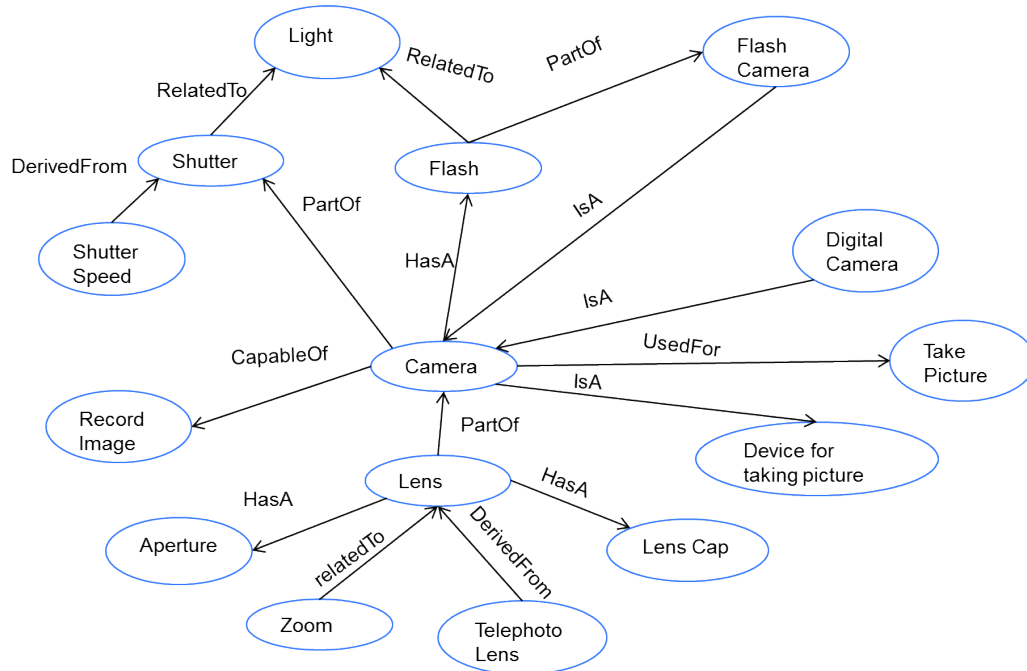 Light
Flash
Camera
PartOf
RelatedTo
RelatedTo
DerivedFrom
Shutter
Flash
PartOf
IsA
Shutter
Speed
HasA
Digital
Camera
IsA
CapableOf
Camera
UsedFor
Take
Picture
IsA
Record
Image
PartOf
Device for
taking picture
Lens
HasA
HasA
Aperture
relatedTo
DerivedFrom
Lens Cap
Zoom
Telephoto
Lens